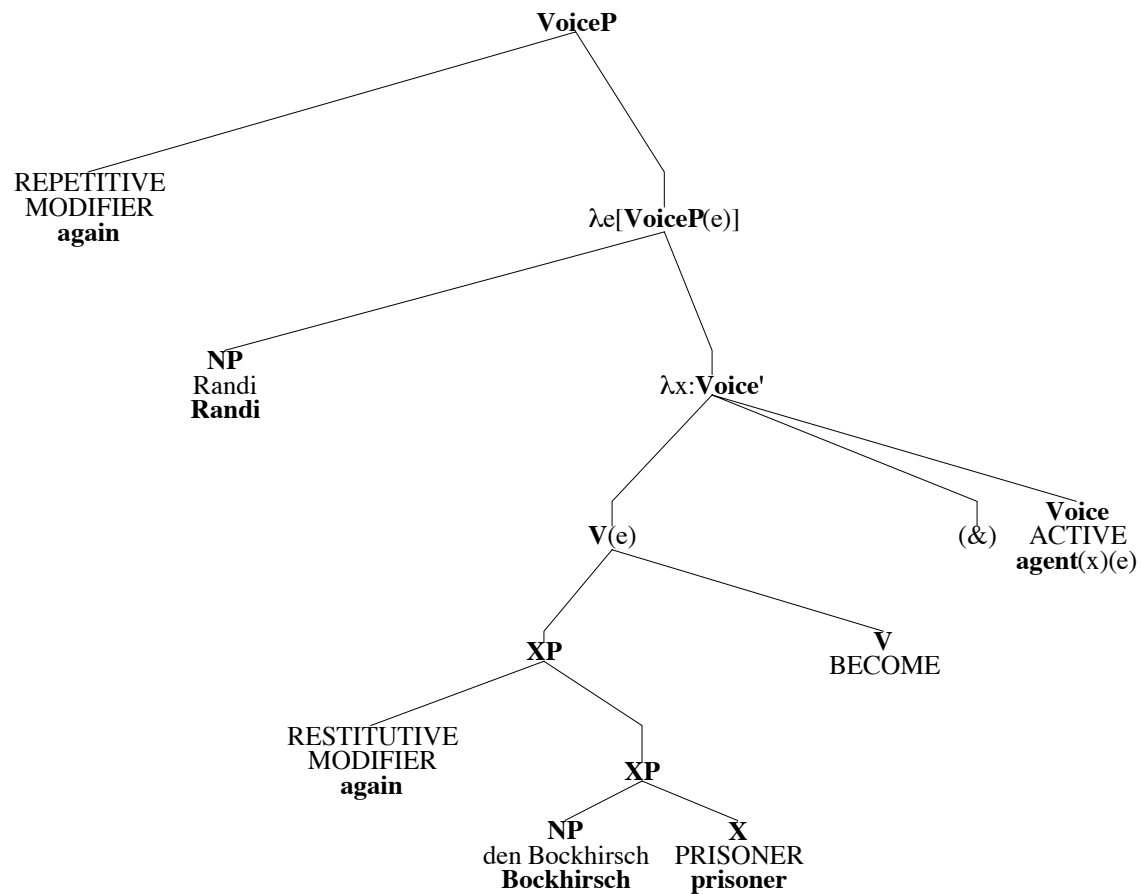 VoiceP
REPETITIVE
MODIFIER
again
λe[VoiceP(e)]
NP
Randi
Randi
λx:Voice'
V(e)
(&)
Voice
ACTIVE
agent(x)(e)
XP
V
BECOME
RESTITUTIVE
MODIFIER
again
XP
NP
den Bockhirsch
Bockhirsch
X
PRISONER
prisoner